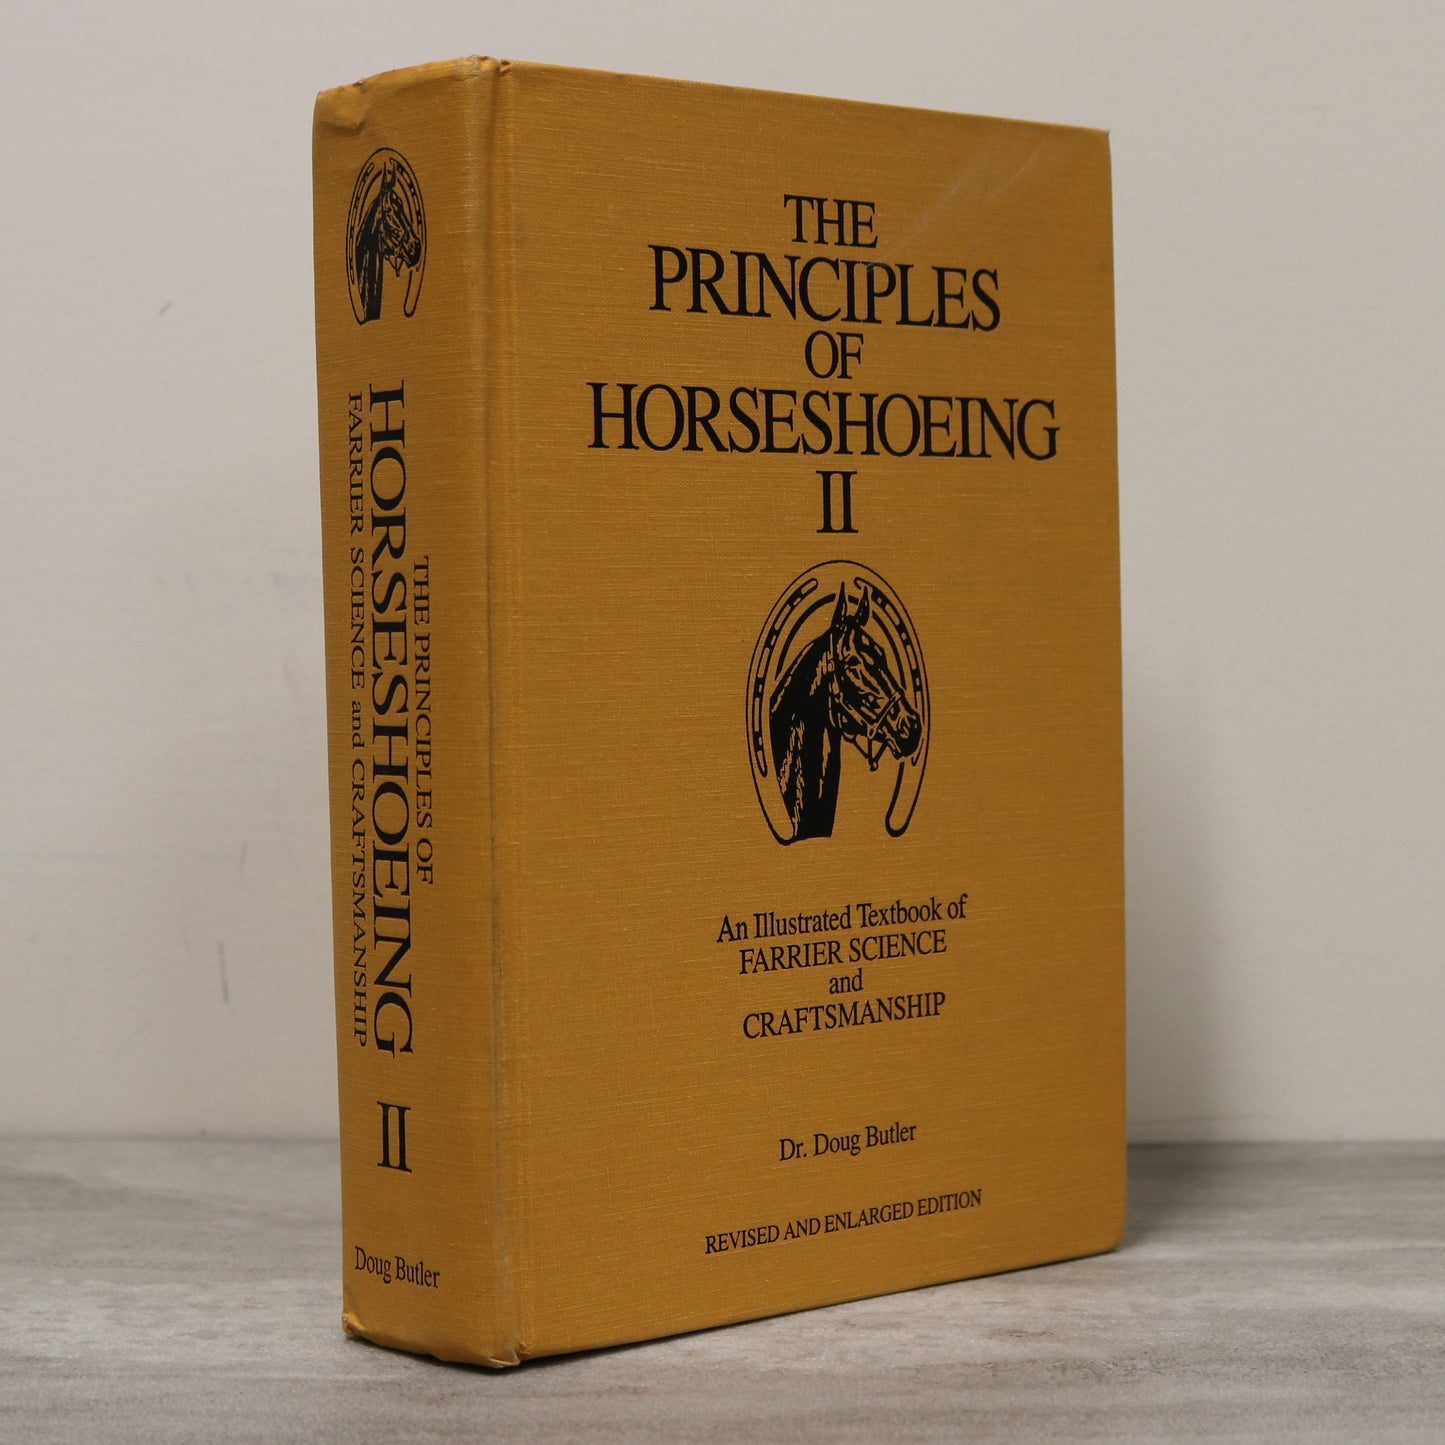 THE PRINCIPLES OF
HORSESHOEING II
FARRIER SCIENCE and CRAFTSMANSHIP
Doug Butler
THE
PRINCIPLES
OF
HORSESHOEING
II
An Illustrated Textbook of
FARRIER SCIENCE
and
CRAFTSMANSHIP
Dr. Doug Butler
REVISED AND ENLARGED EDITION